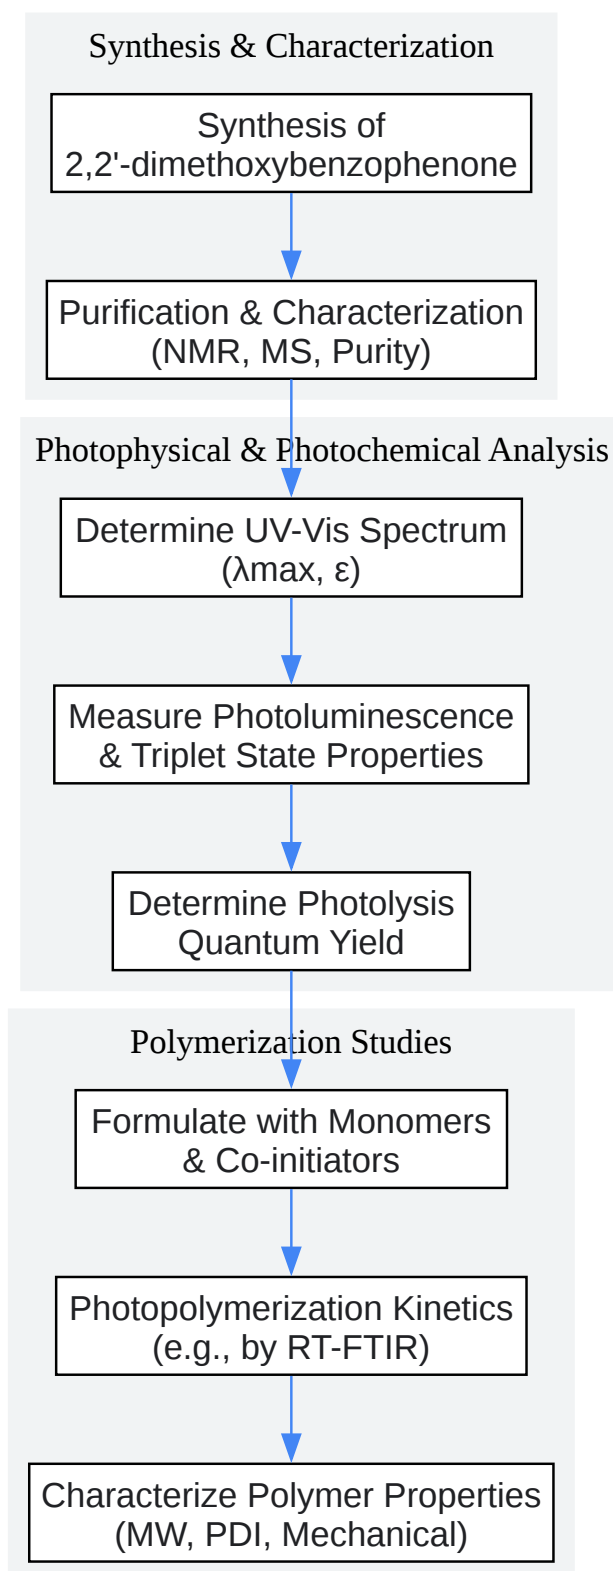 Synthesis & Characterization
Synthesis of
2,2'-dimethoxybenzophenone
Purification & Characterization
(NMR, MS, Purity)
Photophysical & Photochemical Analysis
Determine UV-Vis Spectrum
(λmax, ε)
Measure Photoluminescence
& Triplet State Properties
Determine Photolysis
Quantum Yield
Polymerization Studies
Formulate with Monomers
& Co-initiators
Photopolymerization Kinetics
(e.g., by RT-FTIR)
Characterize Polymer Properties
(MW, PDI, Mechanical)